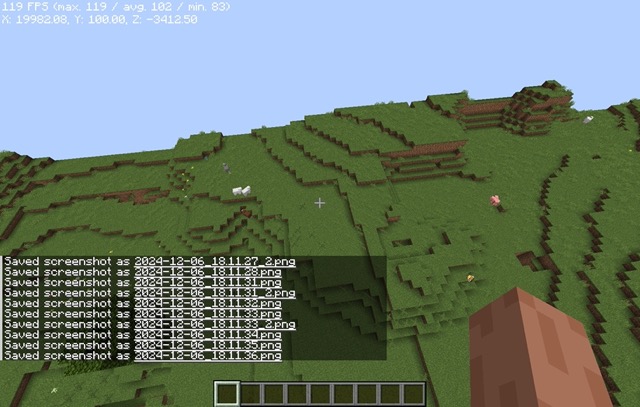 119 FPS (max. 119 / avg. 102 / min. 83)
X: 19982.08, Y: 100.00, Z: -3412.50
Saved screenshot as 2024-12-06_18.11.27_2.png
Saved screenshot as 2024-12-06_18.11.28.png
Saved screenshot as 2024-12-06_18.11.31.png
Saved screenshot as 2024-12-06_18.11.31_2.png
Saved screenshot as 2024-12-06_18.11.32.png
Saved screenshot as 2024-12-06_18.11.33.png
Saved screenshot as 2024-12-06_18.11.33_2.png
Saved screenshot as 2024-12-06_18.11.34.png
Saved screenshot as 2024-12-06_18.11.35.png
Saved screenshot as 2024-12-06_18.11.36.png